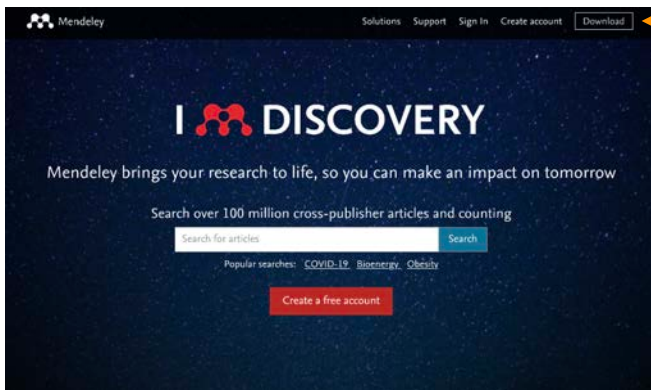 Mendeley
Solutions Support Sign In Create account Download
I DISCOVERY
Mendeley brings your research to life, so you can make an impact on tomorrow
Search over 100 million cross-publisher articles and counting
Search for articles Search
Popular searches: COVID-19 Bioenergy Obesity
Create a free account